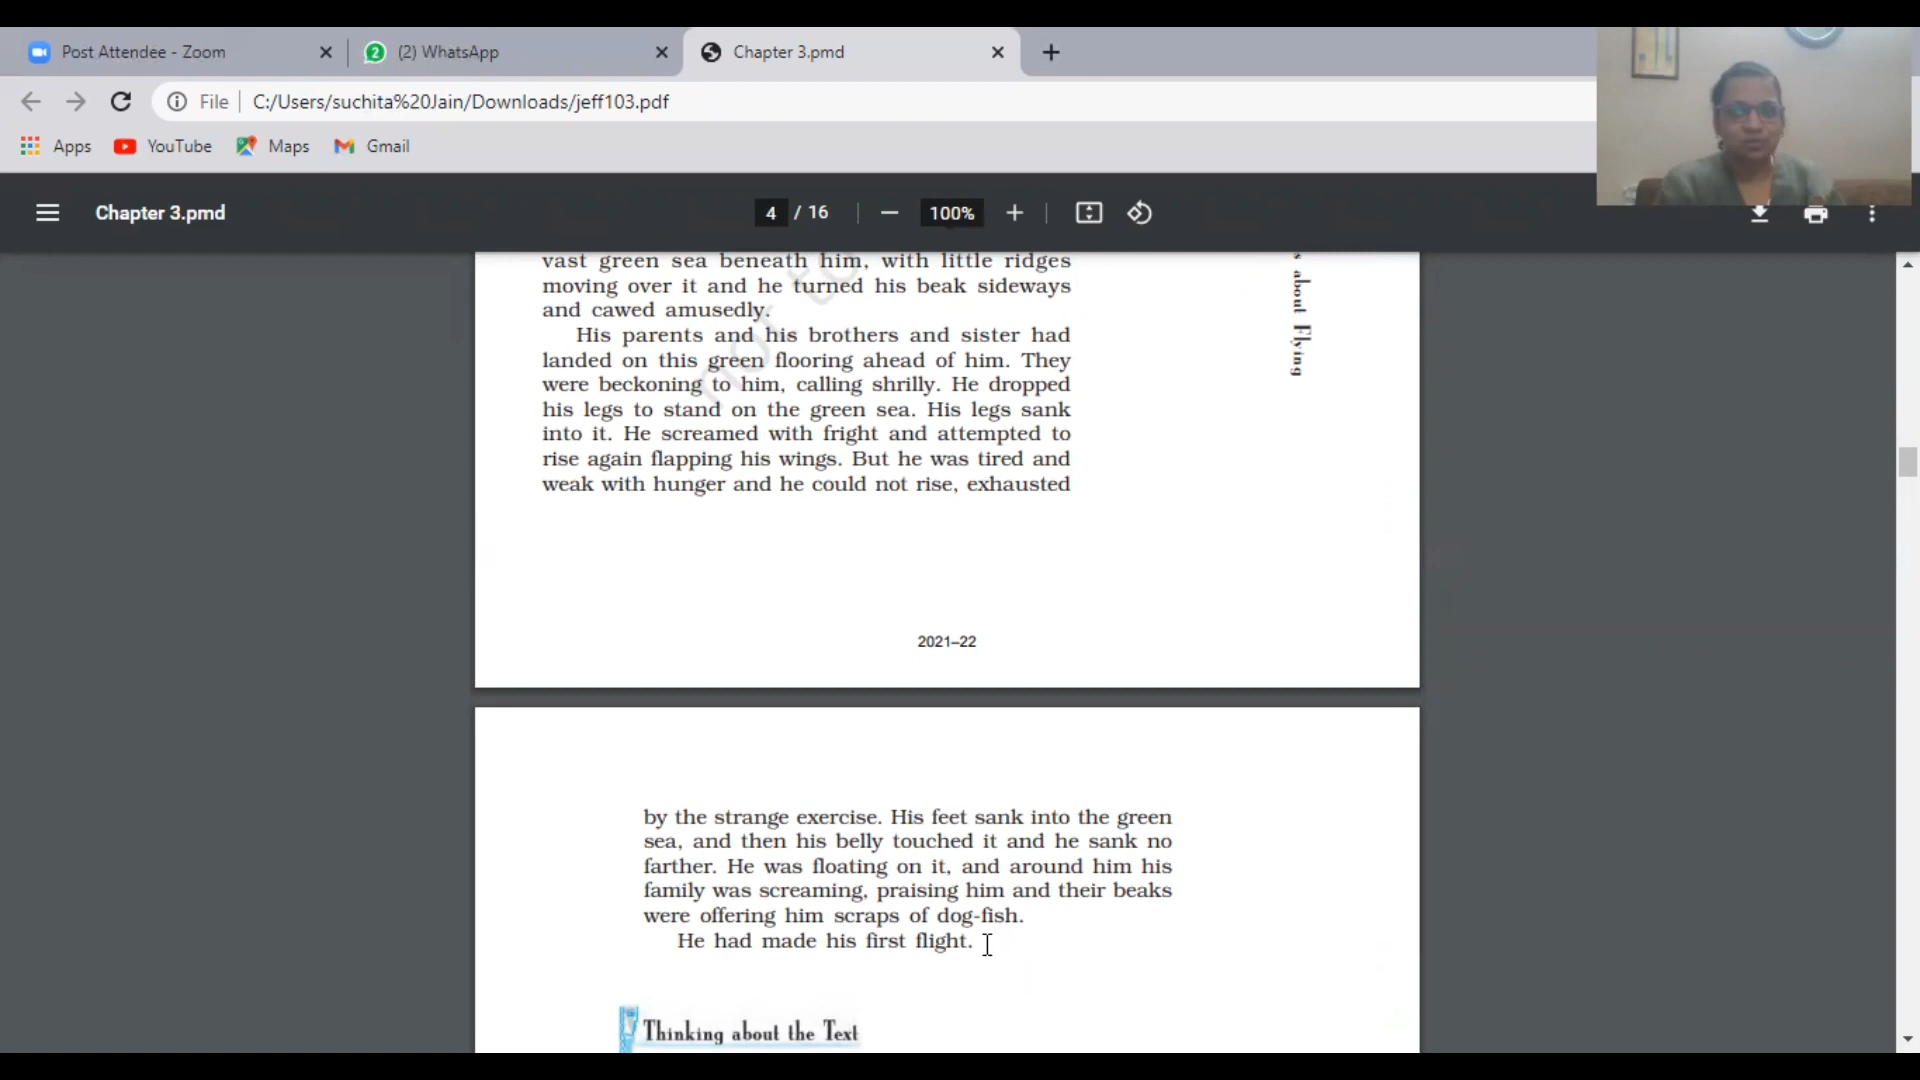 Post Attendee - Zoom
2
(2) WhatsApp
Chapter 3.pmd
File
C:/Users/suchita%20Jain/Downloads/jeff103.pdf
Apps
YouTube
Maps
Gmail
Chapter 3.pmd
4 / 16
100%
vast green sea beneath him, with little ridges
moving over it and he turned his beak sideways
and cawed amusedly.
His parents and his brothers and sister had
landed on this green flooring ahead of him. They
were beckoning to him, calling shrilly. He dropped
his legs to stand on the green sea. His legs sank
into it. He screamed with fright and attempted to
rise again flapping his wings. But he was tired and
weak with hunger and he could not rise, exhausted
about Flying
not to
2021–22
by the strange exercise. His feet sank into the green
sea, and then his belly touched it and he sank no
farther. He was floating on it, and around him his
family was screaming, praising him and their beaks
were offering him scraps of dog-fish.
He had made his first flight.
Thinking about the Text